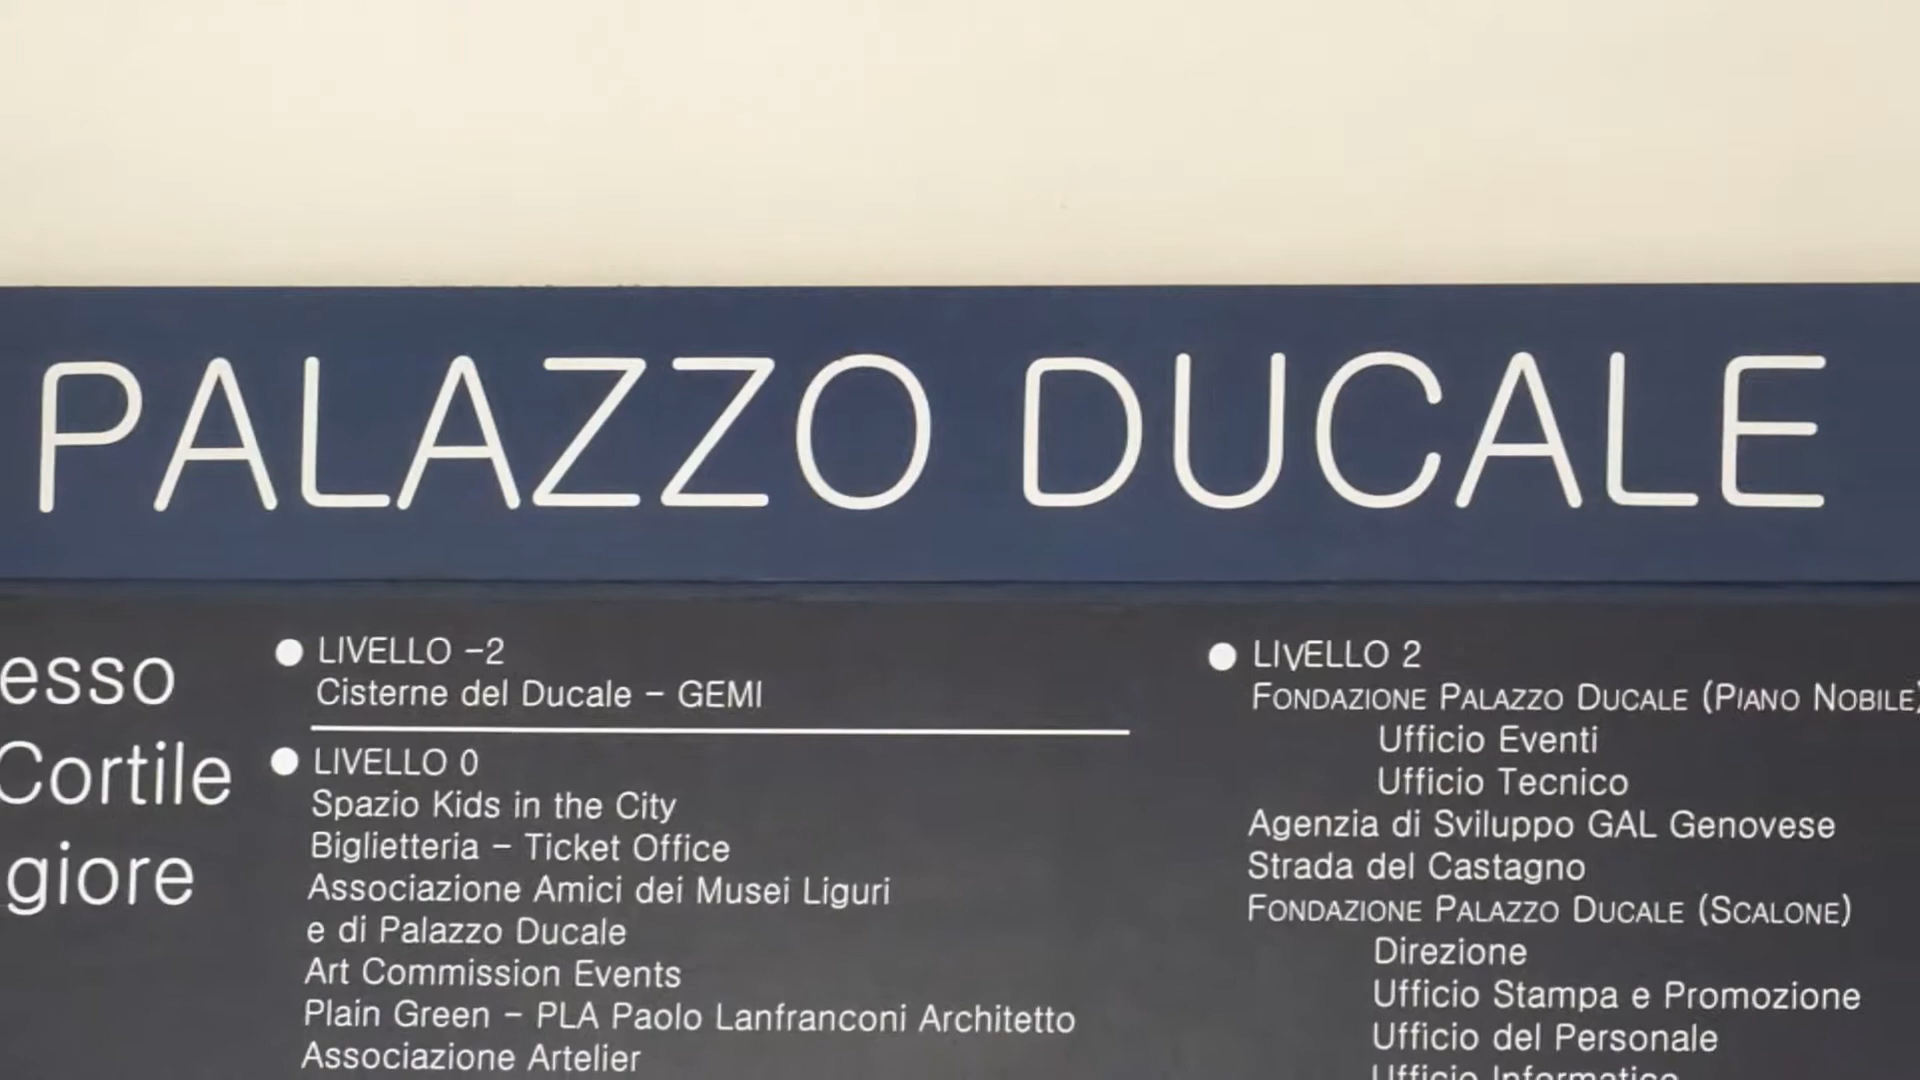 PALAZZO DUCALE
esso
Cortile
giore
LIVELLO -2
Cisterne del Ducale - GEMI
LIVELLO 0
Spazio Kids in the City
Biglietteria - Ticket Office
Associazione Amici dei Musei Liguri
e di Palazzo Ducale
Art Commission Events
Plain Green - PLA Paolo Lanfranconi Architetto
Associazione Artelier
LIVELLO 2
FONDAZIONE PALAZZO DUCALE (PIANO NOBILE)
Ufficio Eventi
Ufficio Tecnico
Agenzia di Sviluppo GAL Genovese
Strada del Castagno
FONDAZIONE PALAZZO DUCALE (SCALONE)
Direzione
Ufficio Stampa e Promozione
Ufficio del Personale
Ufficio Informatico